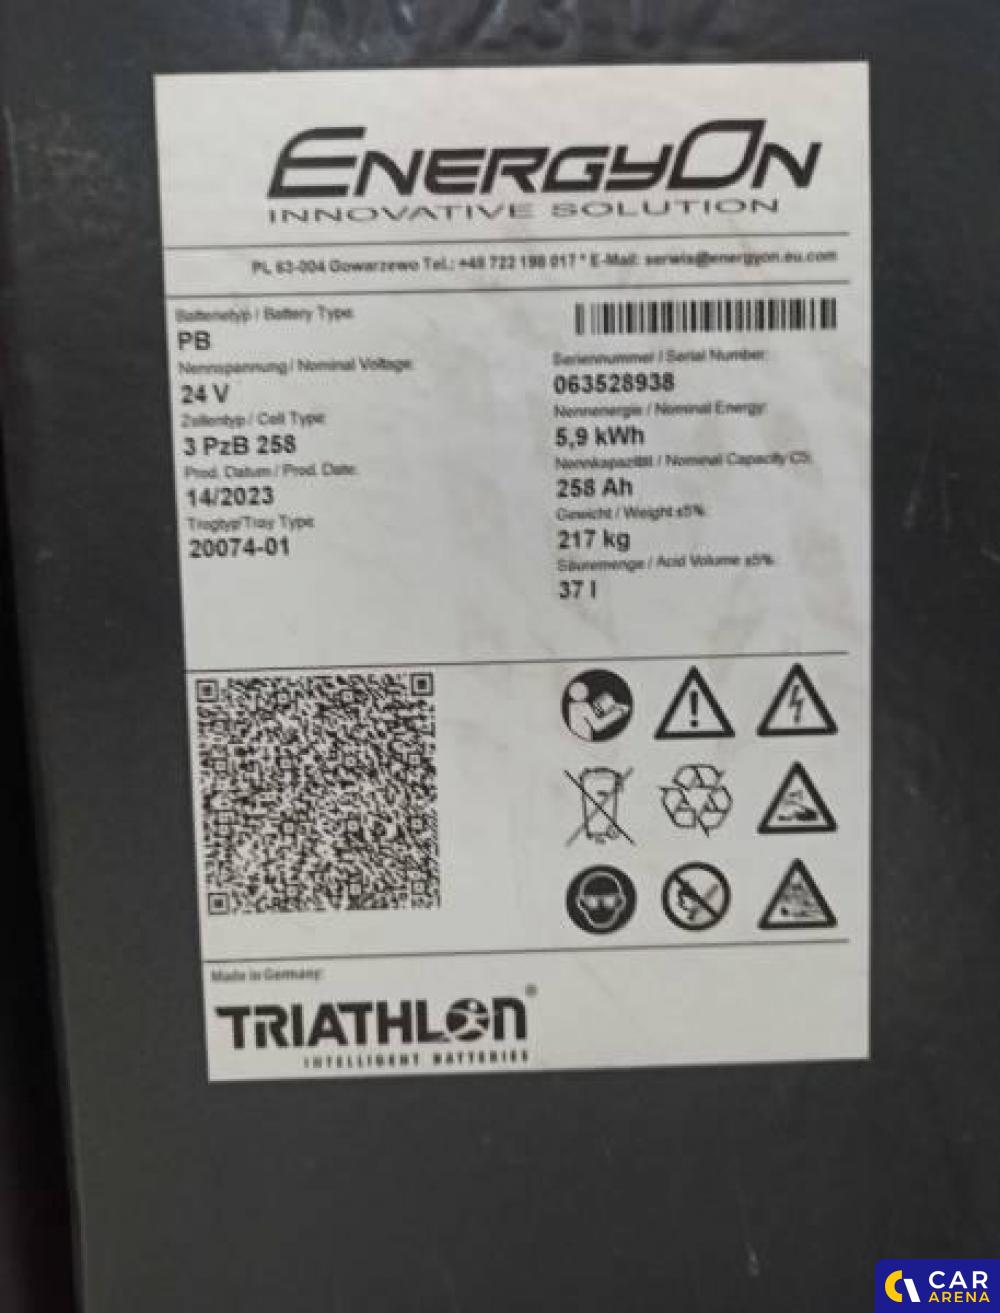 ENERGYON
INNOVATIVE SOLUTION
PL 63-004 Gowarzewo Tel.: +48 722 198 017 * E-Mail: serwis@energyon.eu.com
Batterietyp / Battery Type:
PB
Nennspannung / Nominal Voltage:
24 V
Zellentyp / Cell Type:
3 PzB 258
Prod. Datum / Prod. Date:
14/2023
Trogtyp/Tray Type:
20074-01
Seriennummer / Serial Number:
063528938
Nennenergie / Nominal Energy:
5,9 kWh
Nennkapazität / Nominal Capacity C5:
258 Ah
Gewicht / Weight ±5%:
217 kg
Säuremenge / Acid Volume ±5%:
37 l
Made in Germany:
TRIATHLON®
INTELLIGENT BATTERIES
CAR
ARENA